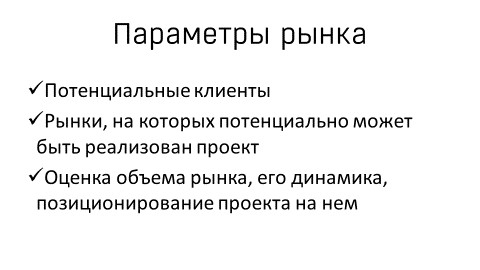 Параметры рынка
✓Потенциальные клиенты
✓Рынки, на которых потенциально может
быть реализован проект
✓Оценка объема рынка, его динамика,
позиционирование проекта на нем